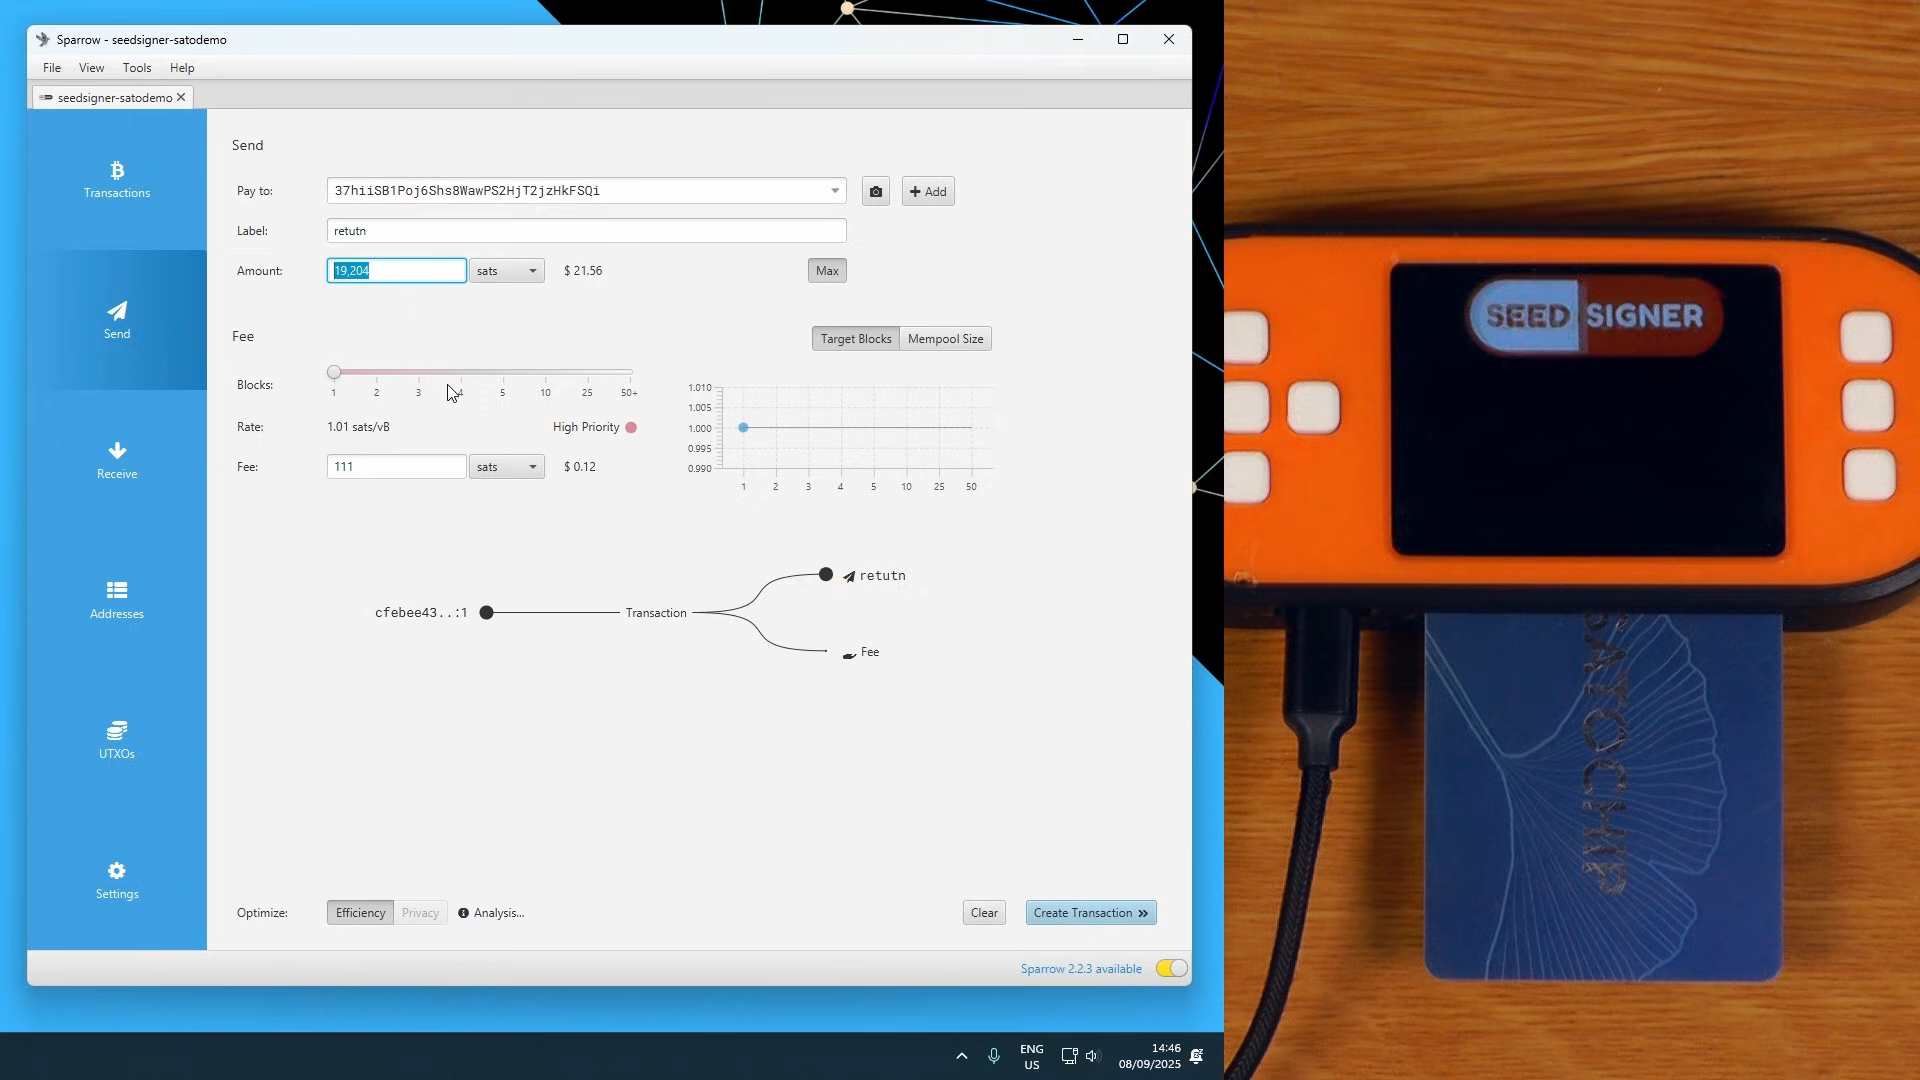 Sparrow - seedsigner-satodemo
File View Tools Help
seedsigner-satodemo
Transactions
Send
Receive
Addresses
UTXOs
Settings
Send
Pay to: 37hiiSB1Poj6Shs8WawPS2HjT2jzHkFSQi Add
Label: retutn
Amount: 19,204 sats $ 21.56 Max
Fee Target Blocks Mempool Size
Blocks:
1 2 3 4 5 10 25 50+
Rate: 1.01 sats/vB High Priority
Fee: 111 sats $ 0.12
1.010
1.005
1.000
0.995
0.990
1 2 3 4 5 10 25 50
cfebee43..:1 Transaction retutn
Fee
Optimize: Efficiency Privacy Analysis... Clear Create Transaction
Sparrow 2.2.3 available
ENG
US
14:46
08/09/2025
SEED SIGNER
SATOCHIP